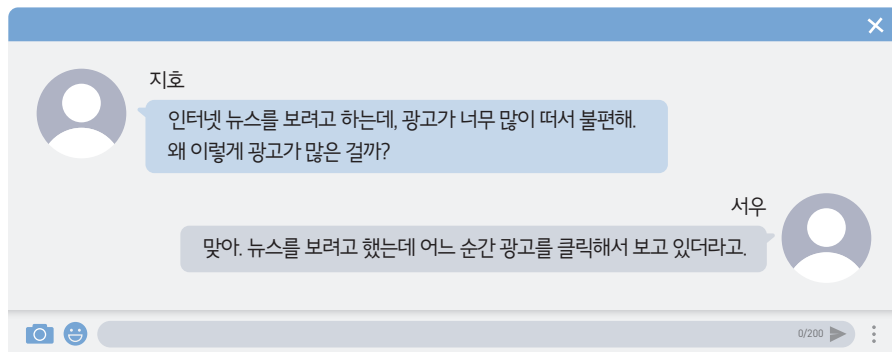 지호
인터넷 뉴스를 보려고 하는데, 광고가 너무 많이 떠서 불편해.
왜 이렇게 광고가 많은 걸까?
서우
맞아. 뉴스를 보려고 했는데 어느 순간 광고를 클릭해서 보고 있더라고.
0/200